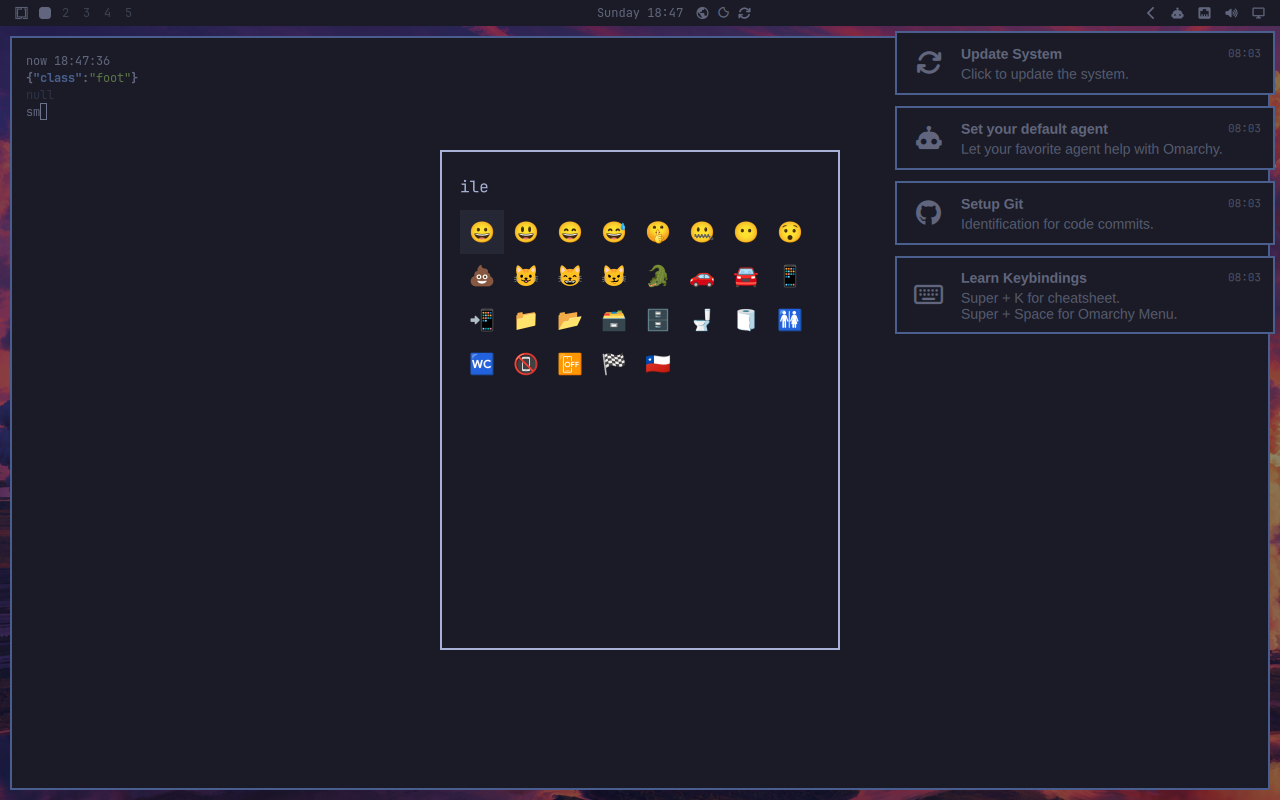 2 3 4 5
Sunday 18:47
now 18:47:36
{"class":"foot"}
null
sm
ile
WC
OFF
Update System
08:03
Click to update the system.
Set your default agent
08:03
Let your favorite agent help with Omarchy.
Setup Git
08:03
Identification for code commits.
Learn Keybindings
08:03
Super + K for cheatsheet.
Super + Space for Omarchy Menu.